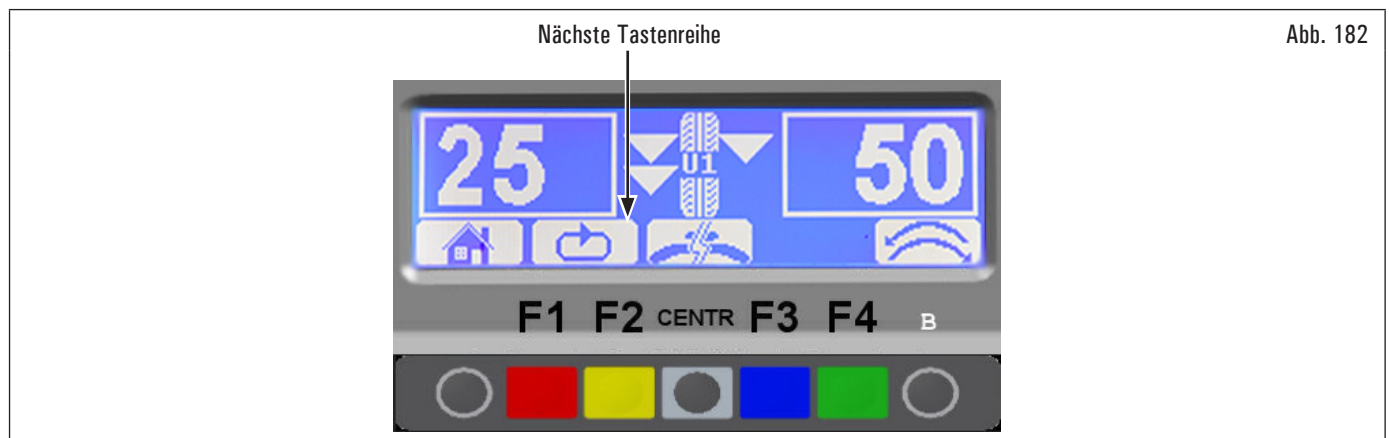 Nächste Tastenreihe
Abb. 182
25 U1 50
F1 F2 CENTR F3 F4 B